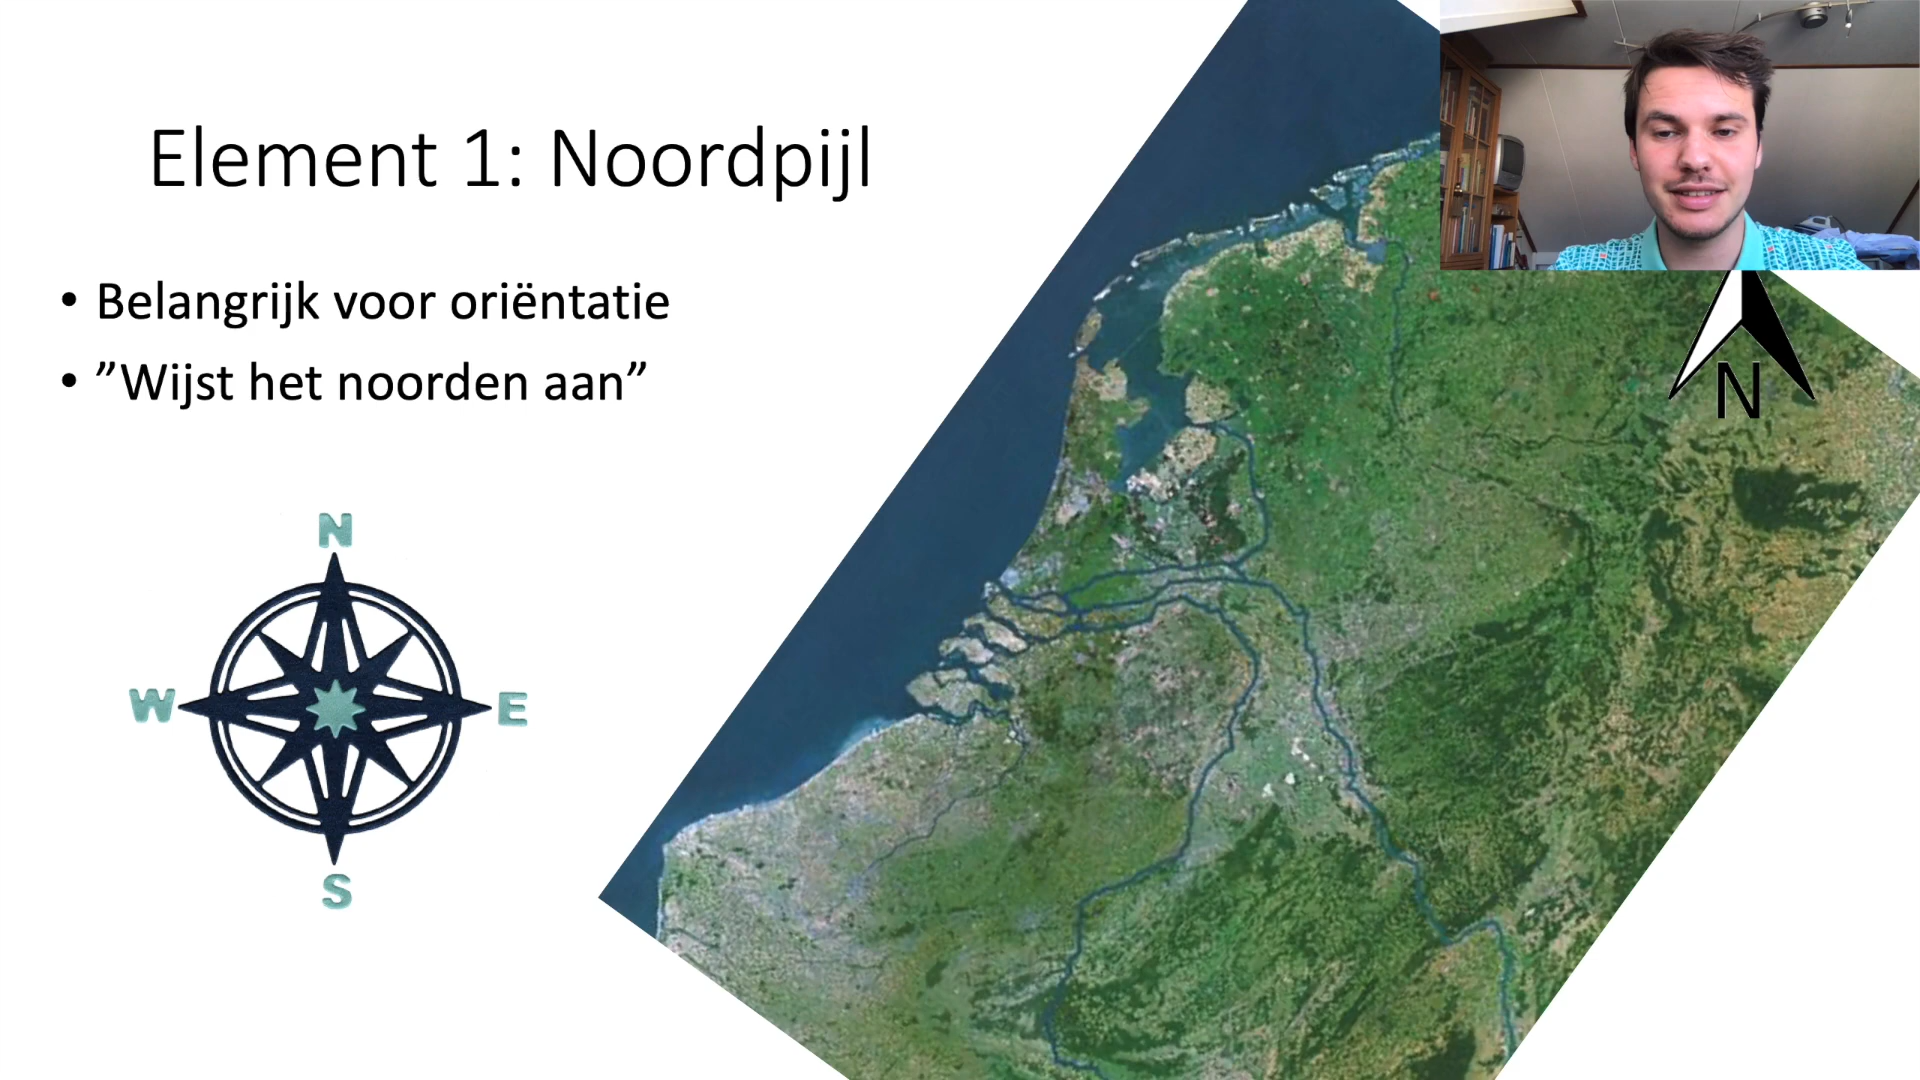 Element 1: Noordpijl
• Belangrijk voor oriëntatie
• ”Wijst het noorden aan”
N
N
W
E
S